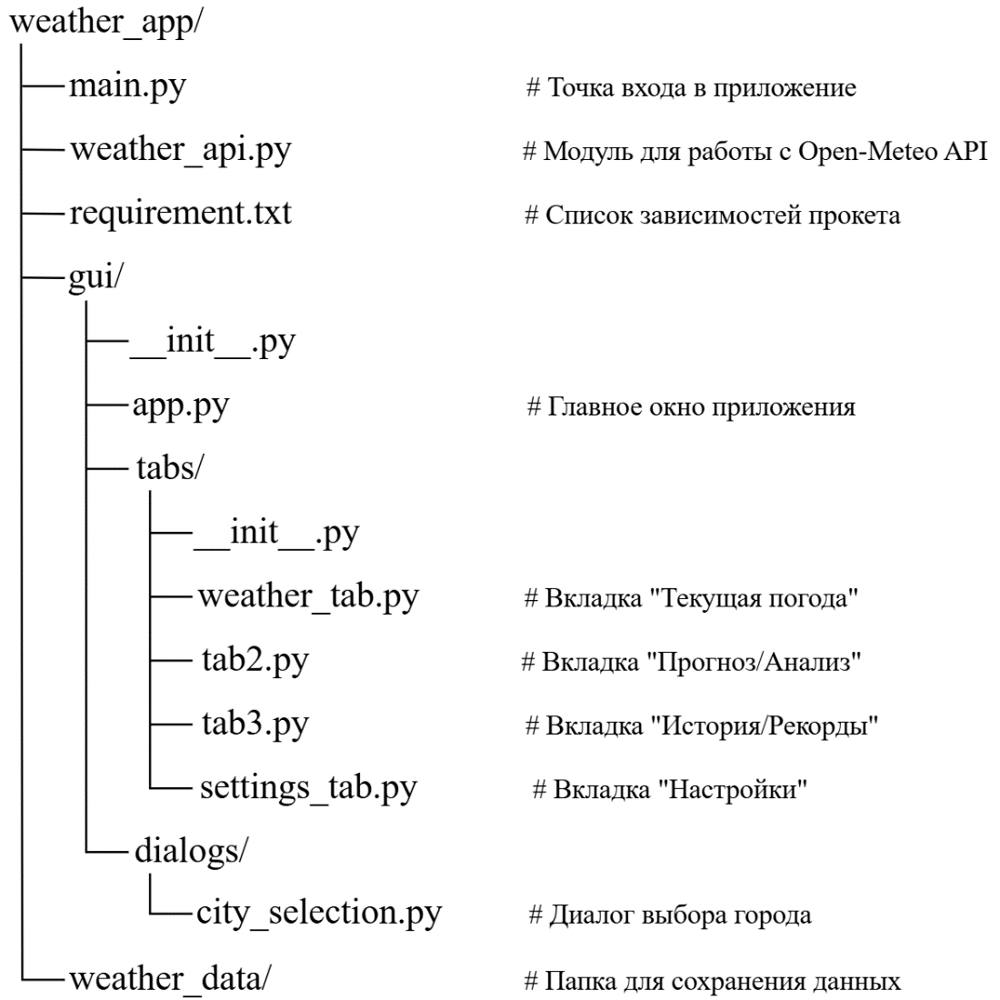 weather_app/
main.py # Точка входа в приложение
weather_api.py # Модуль для работы с Open-Meteo API
requirement.txt # Список зависимостей прокета
gui/
__init__.py
app.py # Главное окно приложения
tabs/
__init__.py
weather_tab.py # Вкладка "Текущая погода"
tab2.py # Вкладка "Прогноз/Анализ"
tab3.py # Вкладка "История/Рекорды"
settings_tab.py # Вкладка "Настройки"
dialogs/
city_selection.py # Диалог выбора города
weather_data/ # Папка для сохранения данных